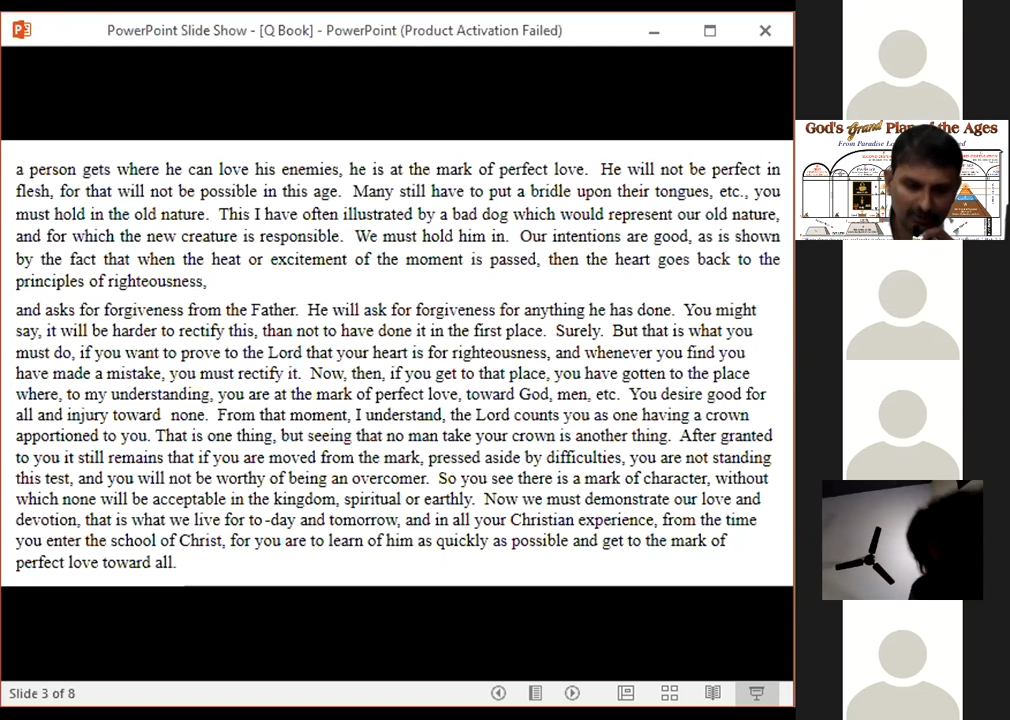 PowerPoint Slide Show - [Q Book] - PowerPoint (Product Activation Failed)
a person gets where he can love his enemies, he is at the mark of perfect love.  He will not be perfect in
flesh, for that will not be possible in this age.  Many still have to put a bridle upon their tongues, etc., you
must hold in the old nature.  This I have often illustrated by a bad dog which would represent our old nature,
and for which the new creature is responsible.  We must hold him in.  Our intentions are good, as is shown
by the fact that when the heat or excitement of the moment is passed, then the heart goes back to the
principles of righteousness,
and asks for forgiveness from the Father.  He will ask for forgiveness for anything he has done.  You might
say, it will be harder to rectify this, than not to have done it in the first place.  Surely.  But that is what you
must do, if you want to prove to the Lord that your heart is for righteousness, and whenever you find you
have made a mistake, you must rectify it.  Now, then, if you get to that place, you have gotten to the place
where, to my understanding, you are at the mark of perfect love, toward God, men, etc.  You desire good for
all and injury toward  none.  From that moment, I understand, the Lord counts you as one having a crown
apportioned to you. That is one thing, but seeing that no man take your crown is another thing.  After granted
to you it still remains that if you are moved from the mark, pressed aside by difficulties, you are not standing
this test, and you will not be worthy of being an overcomer.  So you see there is a mark of character, without
which none will be acceptable in the kingdom, spiritual or earthly.  Now we must demonstrate our love and
devotion, that is what we live for to-day and tomorrow, and in all your Christian experience, from the time
you enter the school of Christ, for you are to learn of him as quickly as possible and get to the mark of
perfect love toward all.
Slide 3 of 8
God's Grand Plan of the Ages
From Paradise